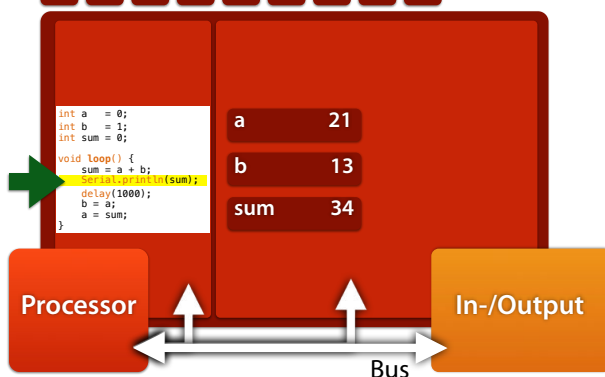 int a   = 0;
int b   = 1;
int sum = 0;
void loop() {
    sum = a + b;
    Serial.println(sum);
    delay(1000);
    b = a;
    a = sum;
}
a 21
b 13
sum 34
Processor
In-/Output
Bus